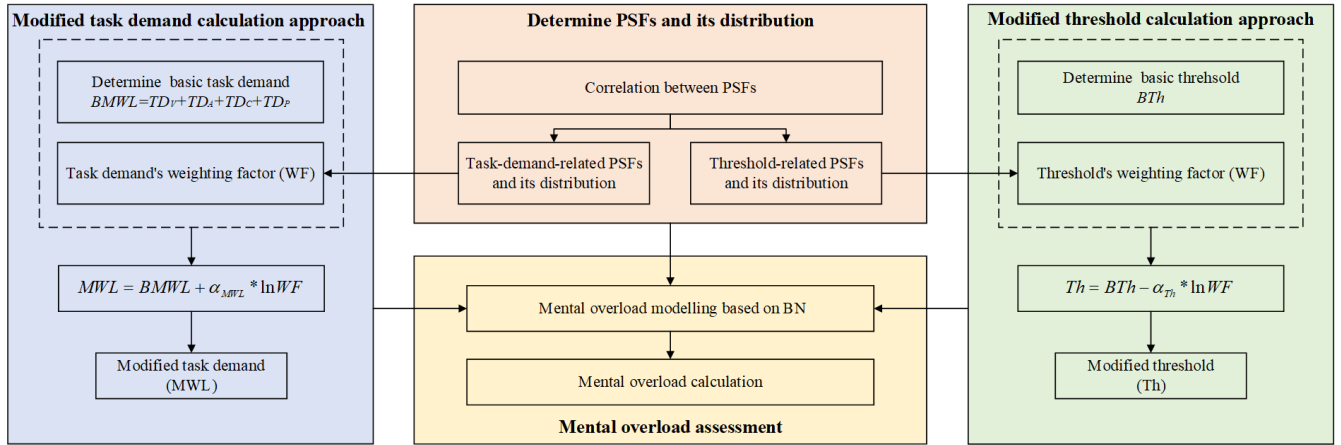 Modified task demand calculation approach
Determine basic task demand
BMWL=TDV+TDA+TDC+TDP
Task demand's weighting factor (WF)
MWL = BMWL + αMWL * ln WF
Modified task demand
(MWL)
Determine PSFs and its distribution
Correlation between PSFs
Task-demand-related PSFs
and its distribution
Threshold-related PSFs
and its distribution
Mental overload modelling based on BN
Mental overload calculation
Mental overload assessment
Modified threshold calculation approach
Determine basic threhsold
BTh
Threshold's weighting factor (WF)
Th = BTh − αTh * ln WF
Modified threshold
(Th)